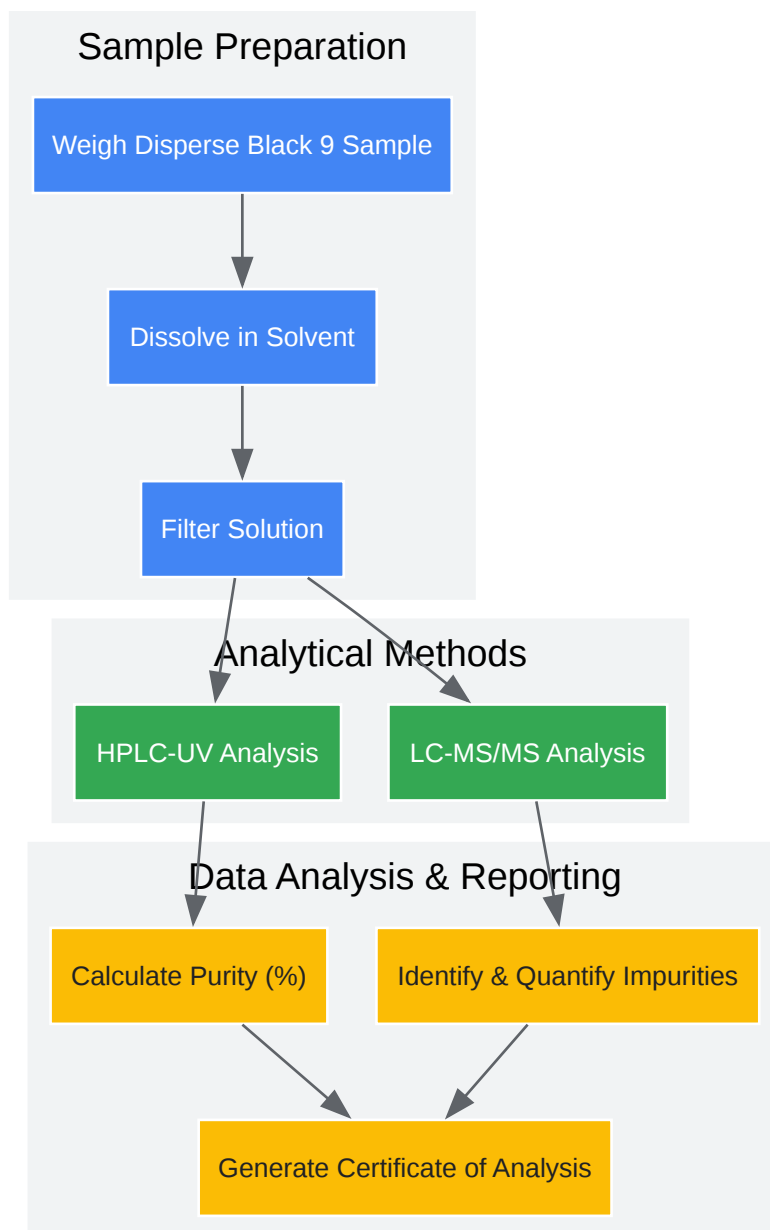 Sample Preparation
Weigh Disperse Black 9 Sample
Dissolve in Solvent
Filter Solution
Analytical Methods
HPLC-UV Analysis
LC-MS/MS Analysis
Data Analysis & Reporting
Calculate Purity (%)
Identify & Quantify Impurities
Generate Certificate of Analysis